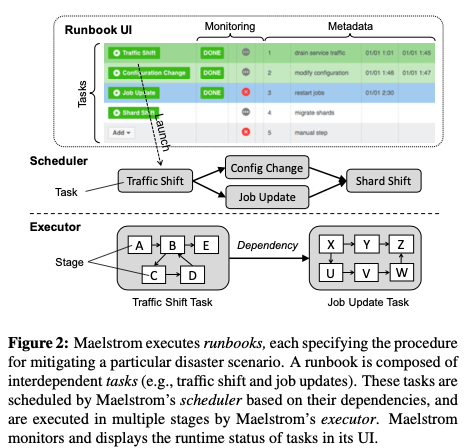 Runbook UI
Monitoring
Metadata
Tasks
Traffic Shift DONE 1 drain service traffic 01/01 1:01 01/01 1:45
Configuration Change DONE 2 modify configuration 01/01 1:46 01/01 1:47
Job Update DONE 3 restart jobs 01/01 2:30
Shard Shift 4 migrate shards
Add 5 manual step
Launch
Scheduler
Task
Traffic Shift
Config Change
Job Update
Shard Shift
Executor
Stage
A B E
C D
Traffic Shift Task
Dependency
X Y Z
U V W
Job Update Task
Figure 2: Maelstrom executes runbooks, each specifying the procedure
for mitigating a particular disaster scenario. A runbook is composed of
interdependent tasks (e.g., traffic shift and job updates). These tasks are
scheduled by Maelstrom's scheduler based on their dependencies, and
are executed in multiple stages by Maelstrom's executor. Maelstrom
monitors and displays the runtime status of tasks in its UI.